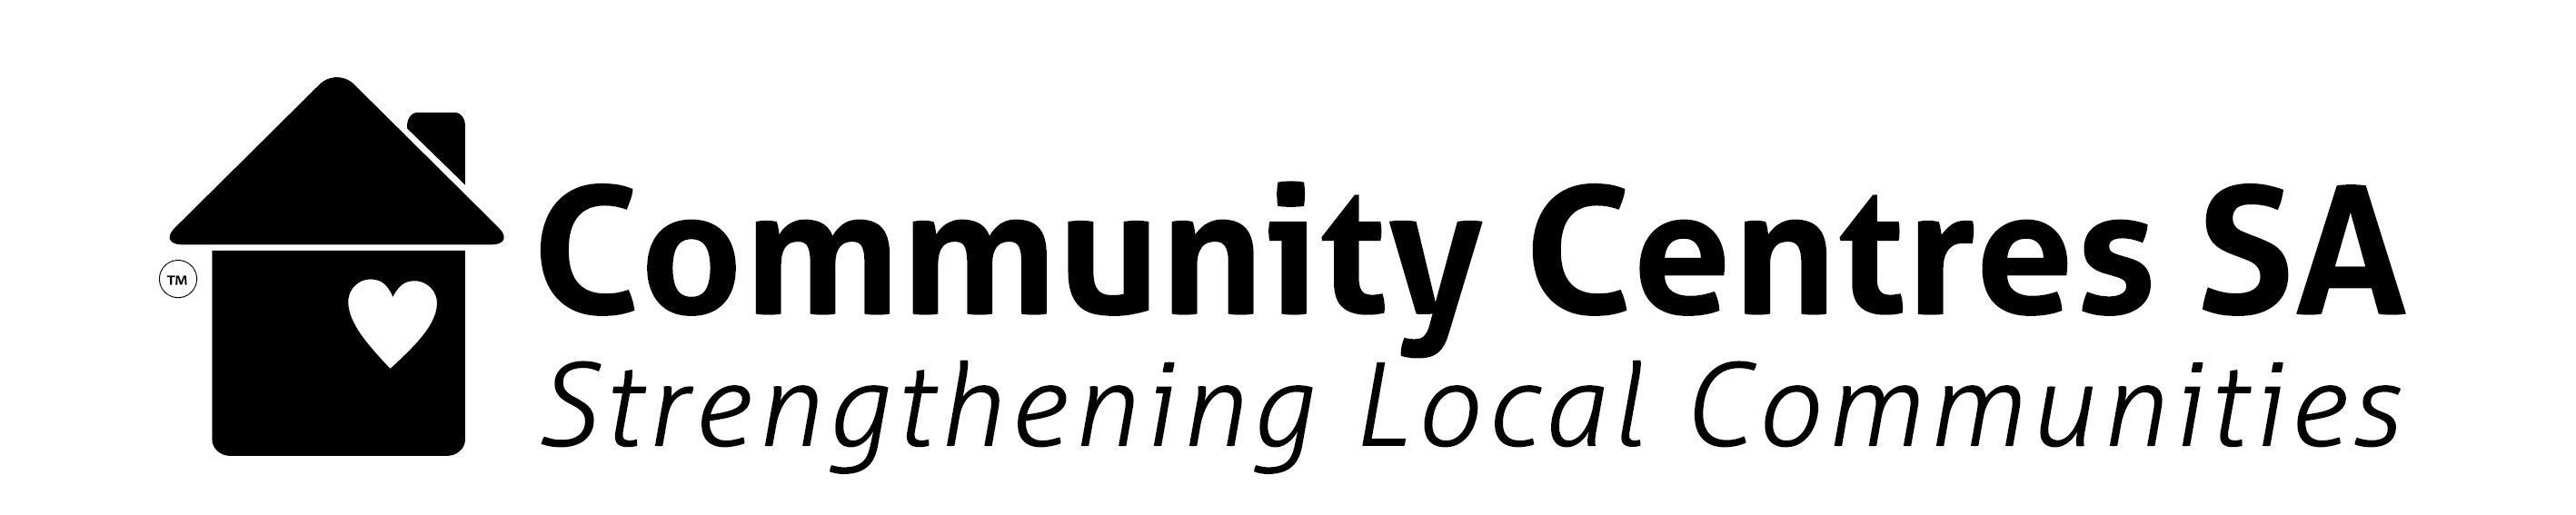 Community Centres SA
TM
Strengthening Local Communities